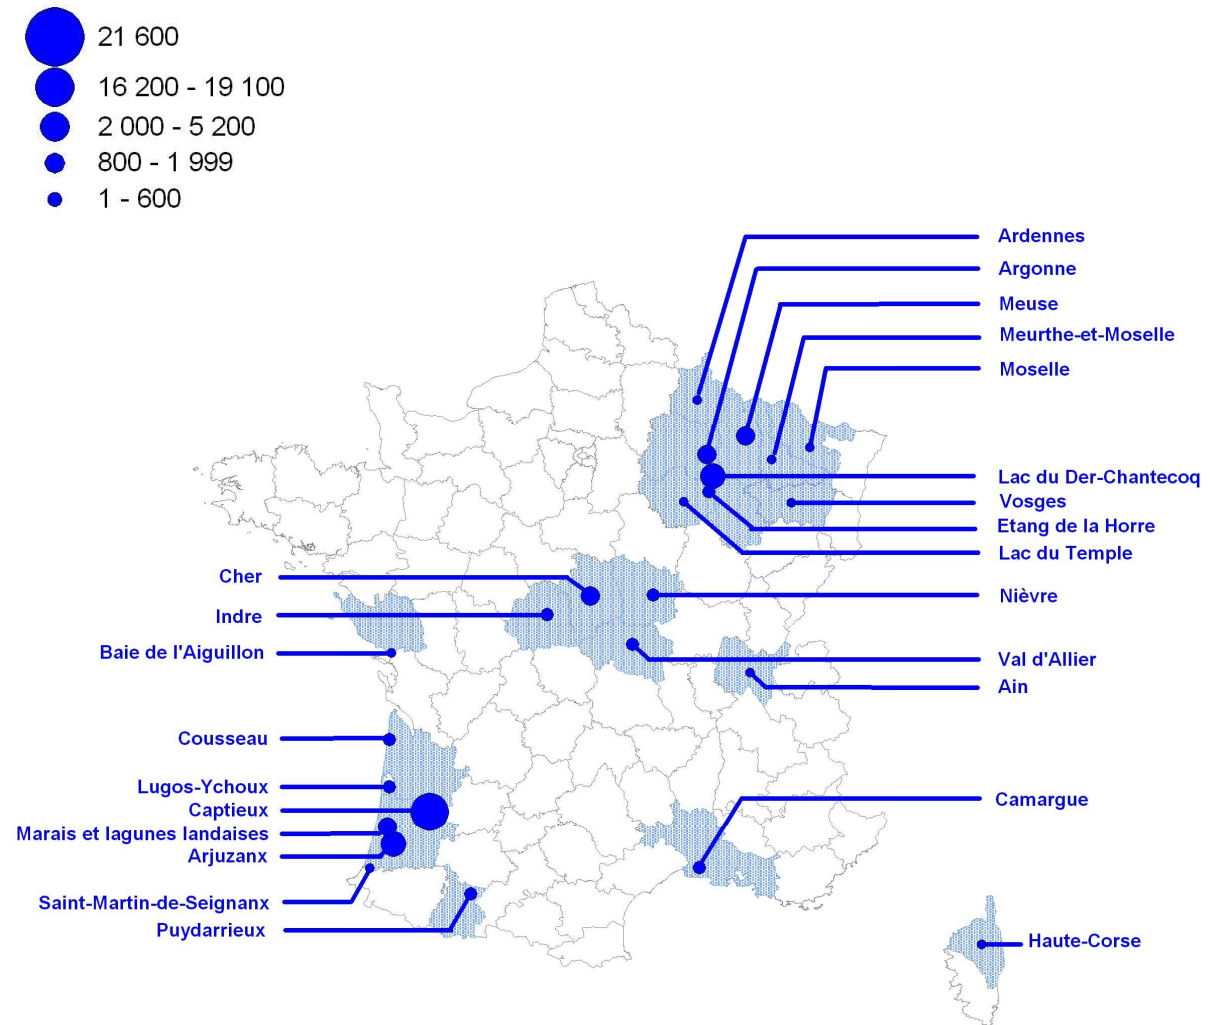 21 600
16 200 - 19 100
2 000 - 5 200
800 - 1 999
1 - 600
Ardennes
Argonne
Meuse
Meurthe-et-Moselle
Moselle
Lac du Der-Chantecoq
Vosges
Etang de la Horre
Lac du Temple
Cher
Nièvre
Indre
Baie de l'Aiguillon
Val d'Allier
Ain
Cousseau
Lugos-Ychoux
Captieux
Marais et lagunes landaises
Arjuzanx
Camargue
Saint-Martin-de-Seignanx
Puydarrieux
Haute-Corse